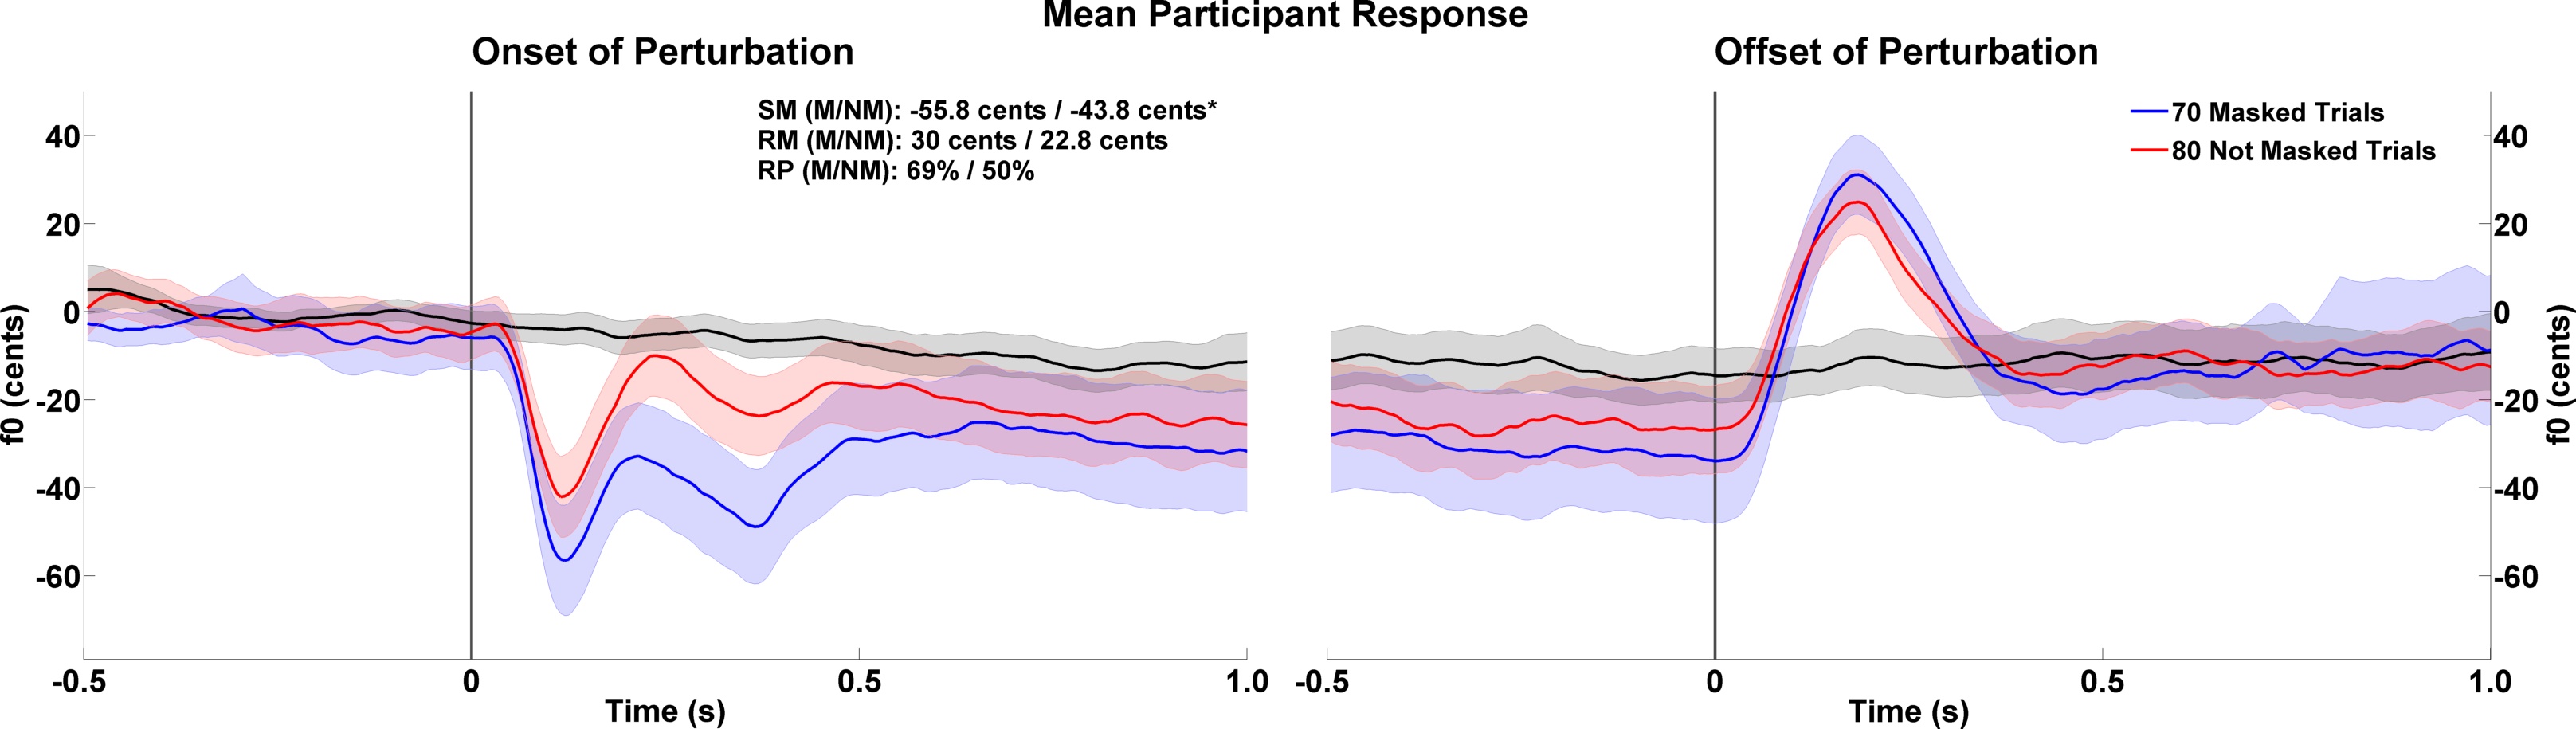 Mean Participant Response
Onset of Perturbation
Offset of Perturbation
SM (M/NM): -55.8 cents / -43.8 cents*
RM (M/NM): 30 cents / 22.8 cents
RP (M/NM): 69% / 50%
70 Masked Trials
80 Not Masked Trials
f0 (cents)
40
20
0
-20
-40
-60
-0.5
0
0.5
1.0
Time (s)
-0.5
0
0.5
1.0
Time (s)
40
20
0
-20
-40
-60
f0 (cents)